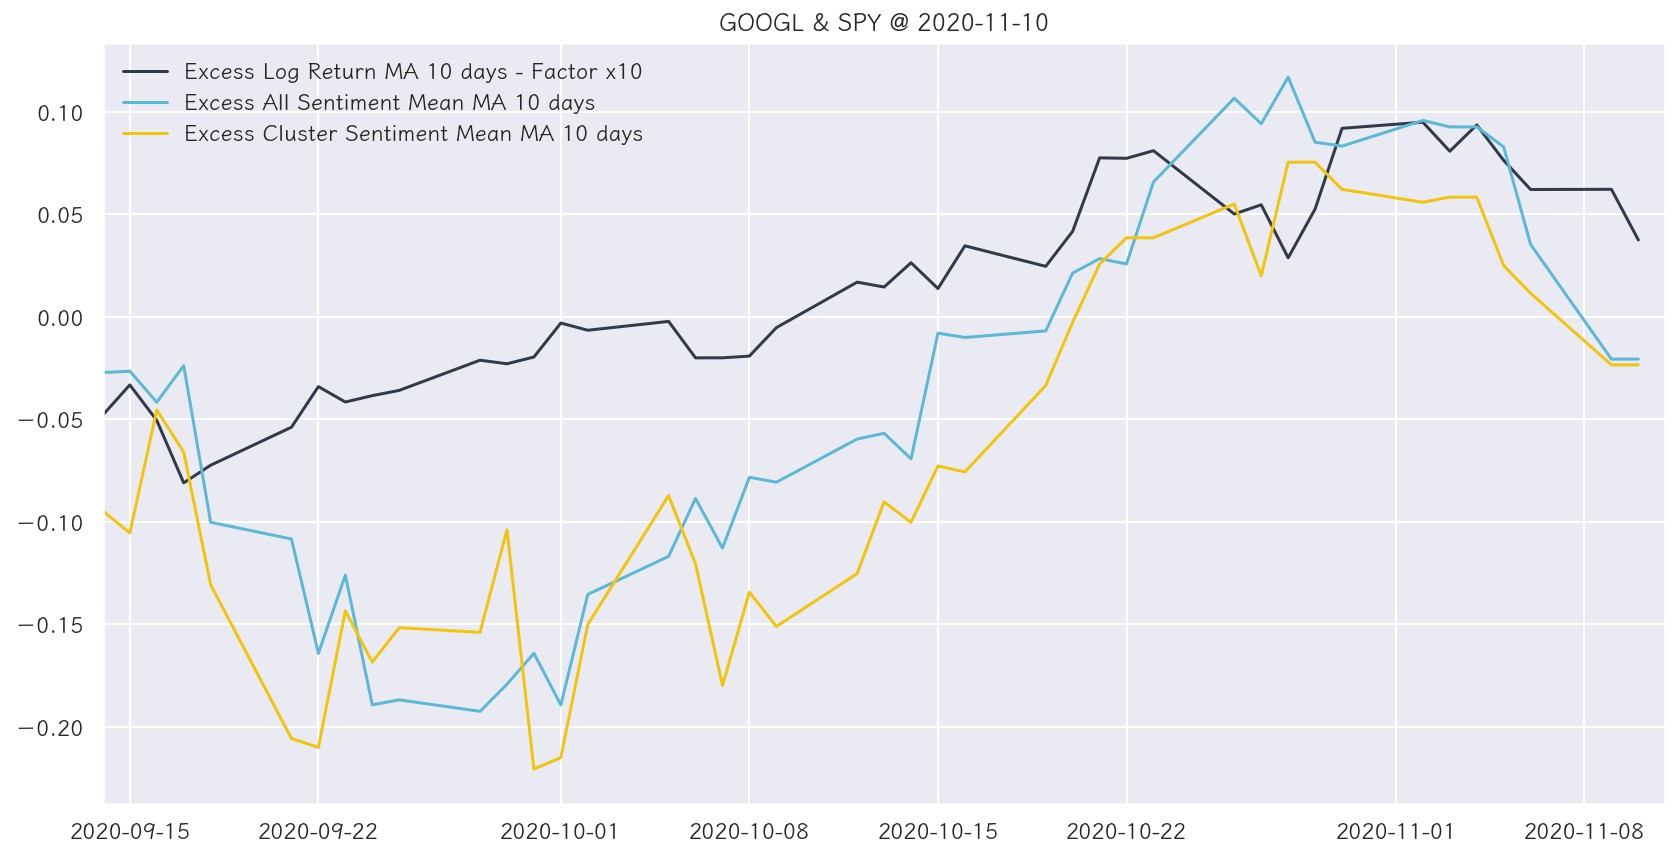 GOOGL & SPY @ 2020-11-10
Excess Log Return MA 10 days - Factor x10
Excess All Sentiment Mean MA 10 days
Excess Cluster Sentiment Mean MA 10 days
0.10
0.05
0.00
−0.05
−0.10
−0.15
−0.20
2020-09-15 2020-09-22 2020-10-01 2020-10-08 2020-10-15 2020-10-22 2020-11-01 2020-11-08